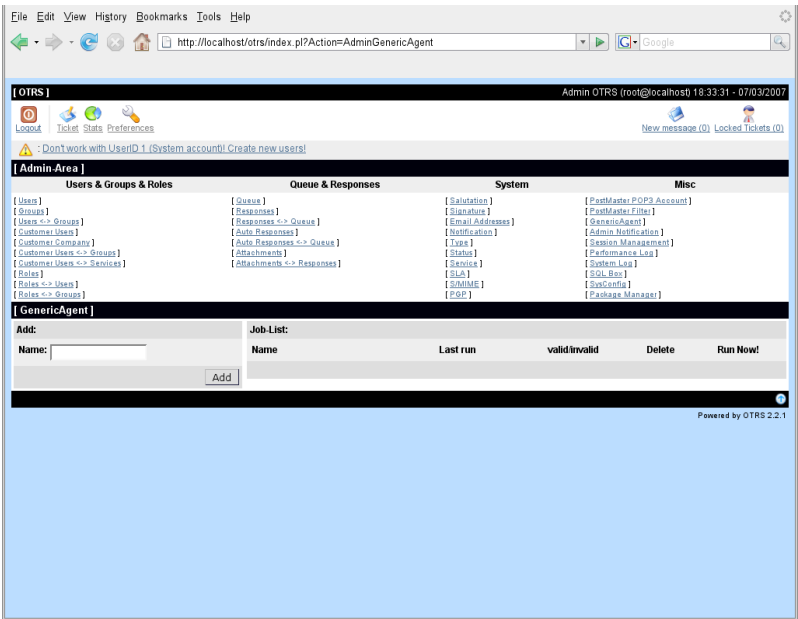 File Edit View History Bookmarks Tools Help
http://localhost/otrs/index.pl?Action=AdminGenericAgent
G Google
[ OTRS ]
Admin OTRS (root@localhost) 18:33:31 - 07/03/2007
Logout Ticket Stats Preferences
New message (0) Locked Tickets (0)
: Don't work with UserID 1 (System account)! Create new users!
[ Admin-Area ]
Users & Groups & Roles Queue & Responses System Misc
[ Users ] [ Queue ] [ Salutation ] [ PostMaster POP3 Account ]
[ Groups ] [ Responses ] [ Signature ] [ PostMaster Filter ]
[ Users <-> Groups ] [ Responses <-> Queue ] [ Email Addresses ] [ GenericAgent ]
[ Customer Users ] [ Auto Responses ] [ Notification ] [ Admin Notification ]
[ Customer Company ] [ Auto Responses <-> Queue ] [ Type ] [ Session Management ]
[ Customer Users <-> Groups ] [ Attachments ] [ Status ] [ Performance Log ]
[ Customer Users <-> Services ] [ Attachments <-> Responses ] [ Service ] [ System Log ]
[ Roles ] [ SLA ] [ SQL Box ]
[ Roles <-> Users ] [ S/MIME ] [ SysConfig ]
[ Roles <-> Groups ] [ PGP ] [ Package Manager ]
[ GenericAgent ]
Add: Job-List:
Name: Name Last run valid/invalid Delete Run Now!
Add
Powered by OTRS 2.2.1